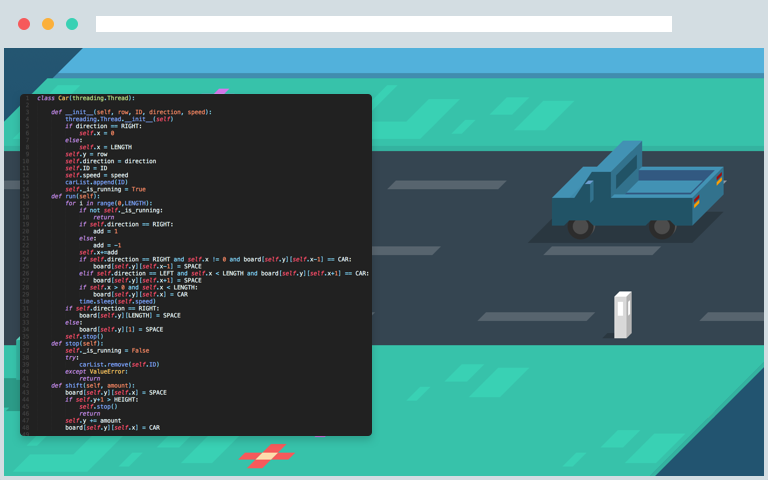 class Car(threading.Thread):
def __init__(self, row, ID, direction, speed):
threading.Thread.__init__(self)
if direction == RIGHT:
self.x = 0
else:
self.x = LENGTH
self.y = row
self.direction = direction
self.ID = ID
self.speed = speed
carList.append(ID)
self._is_running = True
def run(self):
for i in range(0,LENGTH):
if not self._is_running:
return
if self.direction == RIGHT:
add = 1
else:
add = -1
self.x+=add
if self.direction == RIGHT and self.x != 0 and board[self.y][self.x-1] == CAR:
board[self.y][self.x-1] = SPACE
elif self.direction == LEFT and self.x < LENGTH and board[self.y][self.x+1] == CAR:
board[self.y][self.x+1] = SPACE
if self.x > 0 and self.x < LENGTH:
board[self.y][self.x] = CAR
time.sleep(self.speed)
if self.direction == RIGHT:
board[self.y][LENGTH] = SPACE
else:
board[self.y][1] = SPACE
self.stop()
def stop(self):
self._is_running = False
try:
carList.remove(self.ID)
except ValueError:
return
def shift(self, amount):
board[self.y][self.x] = SPACE
if self.y+1 > HEIGHT:
self.stop()
return
self.y += amount
board[self.y][self.x] = CAR